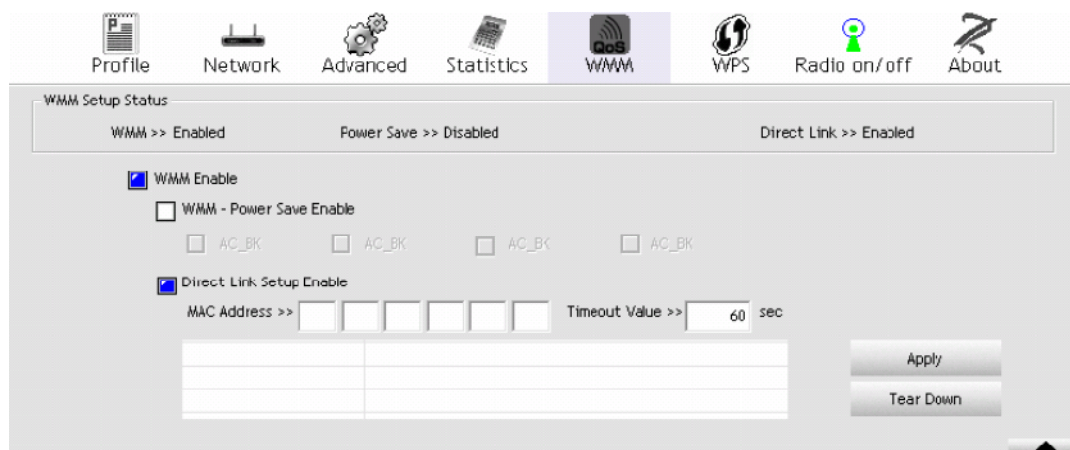 Profile Network Advanced Statistics QoS WMM WPS Radio on/off About
WMM Setup Status
WMM >> Enabled Power Save >> Disabled Direct Link >> Enabled
WMM Enable
WMM - Power Save Enable
AC_BK AC_BK AC_BK AC_BK
Direct Link Setup Enable
MAC Address >> Timeout Value >> 60 sec
Apply
Tear Down